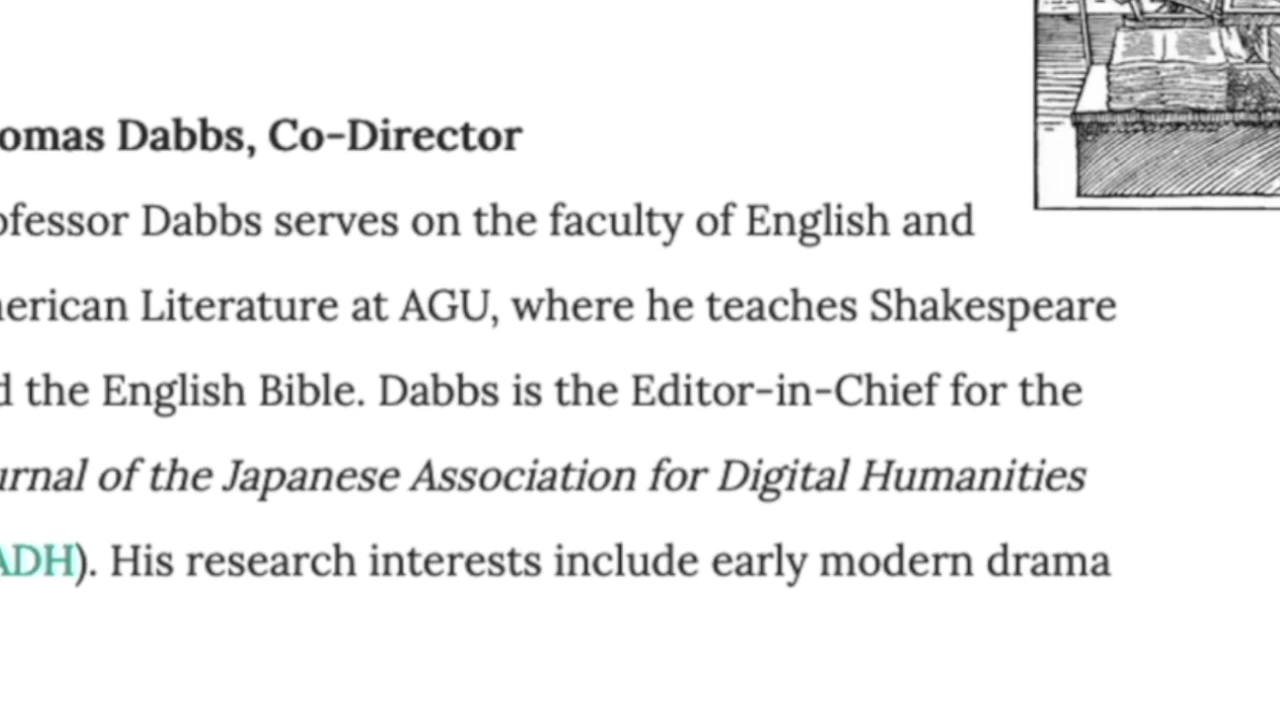 omas Dabbs, Co-Director
ofessor Dabbs serves on the faculty of English and
nerican Literature at AGU, where he teaches Shakespeare
d the English Bible. Dabbs is the Editor-in-Chief for the
urnal of the Japanese Association for Digital Humanities
ADH). His research interests include early modern drama